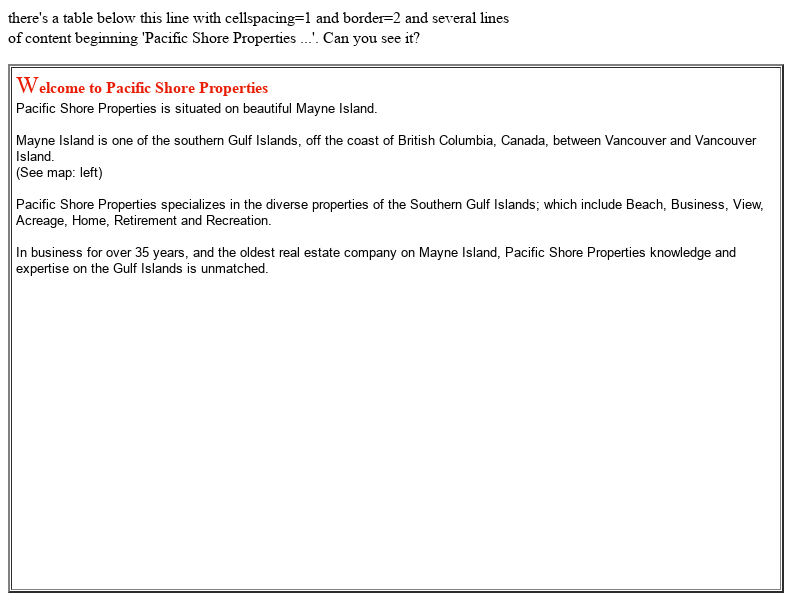 there's a table below this line with cellspacing=1 and border=2 and several lines
of content beginning 'Pacific Shore Properties ...'. Can you see it?
Welcome to Pacific Shore Properties
Pacific Shore Properties is situated on beautiful Mayne Island.
Mayne Island is one of the southern Gulf Islands, off the coast of British Columbia, Canada, between Vancouver and Vancouver
Island.
(See map: left)
Pacific Shore Properties specializes in the diverse properties of the Southern Gulf Islands; which include Beach, Business, View,
Acreage, Home, Retirement and Recreation.
In business for over 35 years, and the oldest real estate company on Mayne Island, Pacific Shore Properties knowledge and
expertise on the Gulf Islands is unmatched.